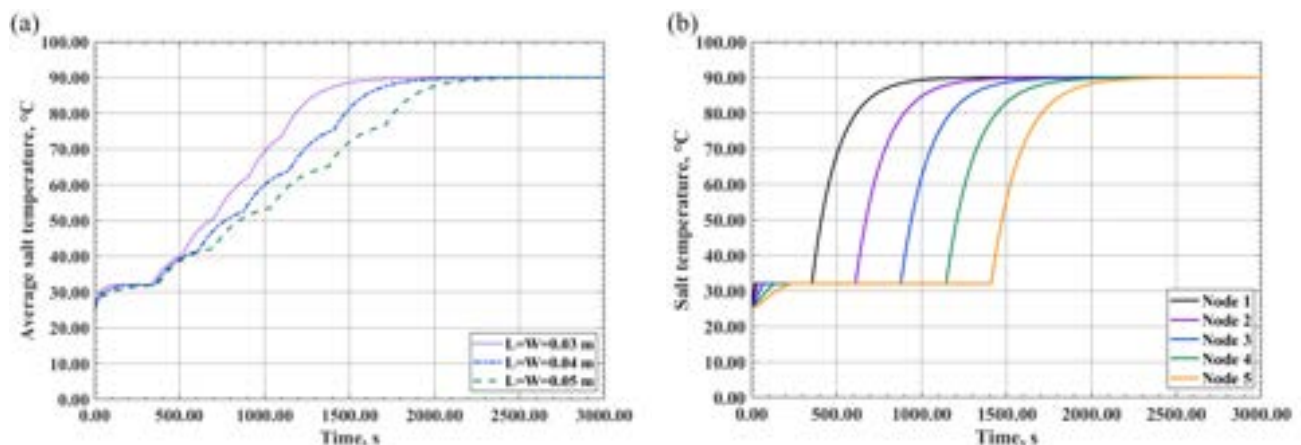 (a)
100.00
90.00
80.00
70.00
60.00
50.00
40.00
30.00
20.00
10.00
0.00
Average salt temperature, °C
L=W=0.03 m
L=W=0.04 m
L=W=0.05 m
0.00 500.00 1000.00 1500.00 2000.00 2500.00 3000.00
Time, s
(b)
100.00
90.00
80.00
70.00
60.00
50.00
40.00
30.00
20.00
10.00
0.00
Salt temperature, °C
Node 1
Node 2
Node 3
Node 4
Node 5
0.00 500.00 1000.00 1500.00 2000.00 2500.00 3000.00
Time, s